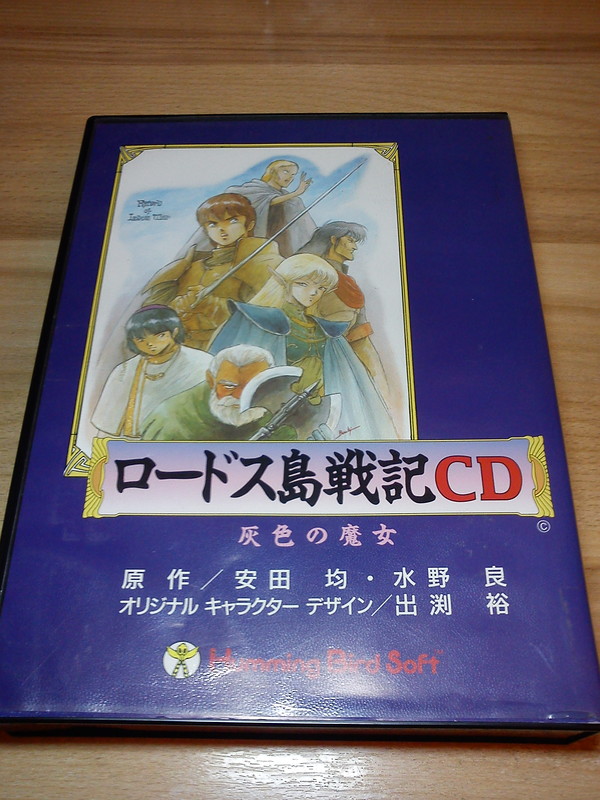 Record
of
Lodoss War
ロードス島戦記CD
©
灰色の魔女
原作／安田 均・水野 良
オリジナル キャラクター デザイン／出渕 裕
Humming Bird Soft